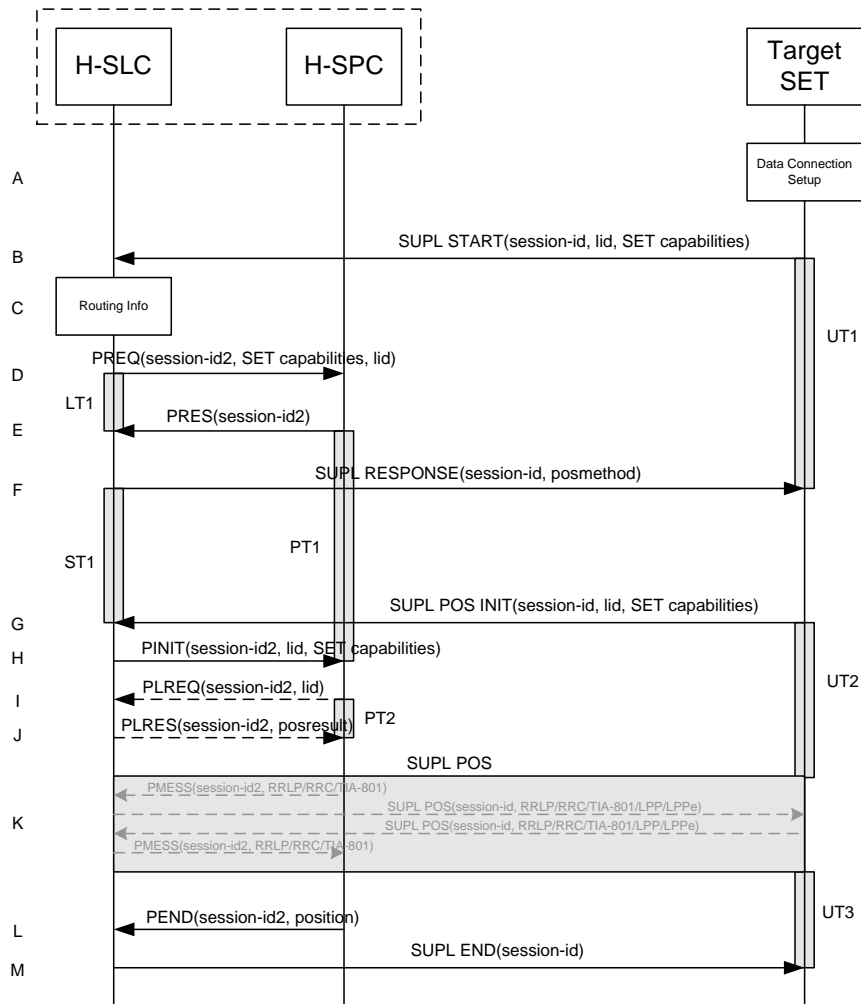 H-SLC
H-SPC
Target
SET
A
Data Connection
Setup
SUPL START(session-id, lid, SET capabilities)
B
C
Routing Info
UT1
PREQ(session-id2, SET capabilities, lid)
D
LT1
PRES(session-id2)
E
SUPL RESPONSE(session-id, posmethod)
F
PT1
ST1
SUPL POS INIT(session-id, lid, SET capabilities)
G
PINIT(session-id2, lid, SET capabilities)
H
PLREQ(session-id2, lid)
I
UT2
PT2
PLRES(session-id2, posresult)
J
SUPL POS
PMESS(session-id2, RRLP/RRC/TIA-801)
SUPL POS(session-id, RRLP/RRC/TIA-801/LPP/LPPe)
K
SUPL POS(session-id, RRLP/RRC/TIA-801/LPP/LPPe)
PMESS(session-id2, RRLP/RRC/TIA-801)
PEND(session-id2, position)
UT3
L
SUPL END(session-id)
M